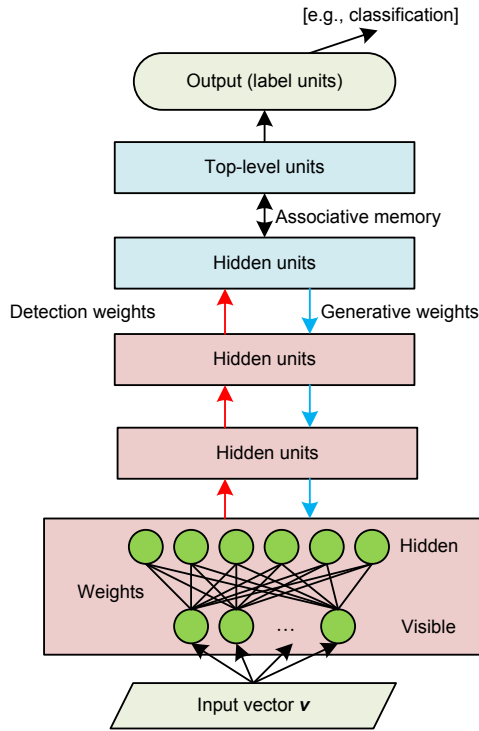 [e.g., classification]
Output (label units)
Top-level units
Associative memory
Hidden units
Detection weights
Generative weights
Hidden units
Hidden units
Hidden
Weights
...
Visible
Input vector v